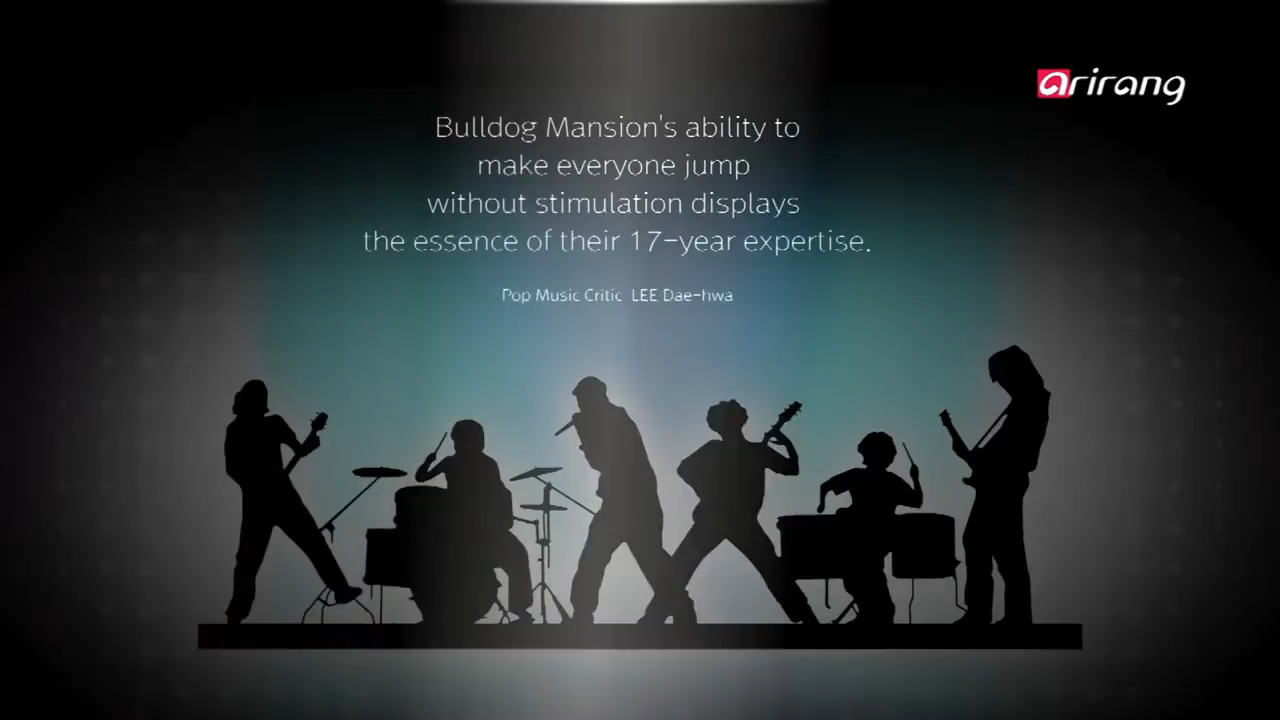 arirang
Bulldog Mansion's ability to
make everyone jump
without stimulation displays
the essence of their 17-year expertise.
Pop Music Critic LEE Dae-hwa